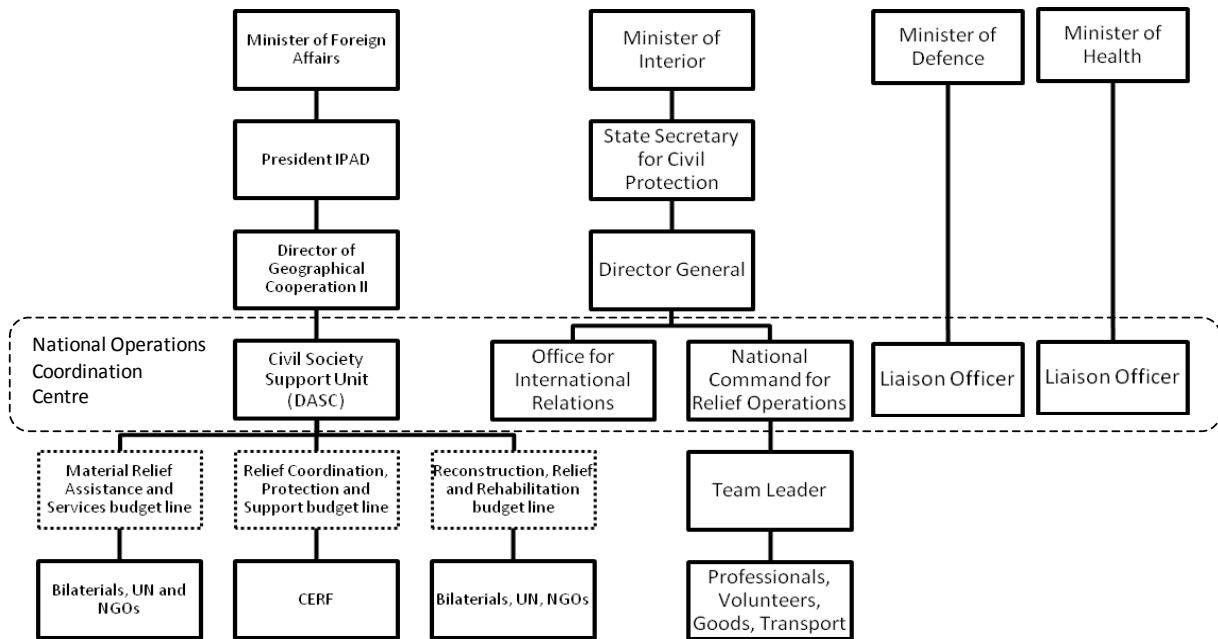 Minister of Foreign
Affairs
Minister of
Interior
Minister of
Defence
Minister of
Health
President IPAD
State Secretary
for Civil
Protection
Director of
Geographical
Cooperation II
Director General
National Operations
Coordination
Centre
Civil Society
Support Unit
(DASC)
Office for
International
Relations
National
Command for
Relief Operations
Liaison Officer
Liaison Officer
Material Relief
Assistance and
Services budget line
Relief Coordination,
Protection and
Support budget line
Reconstruction, Relief
and Rehabilitation
budget line
Team Leader
Bilaterials, UN and
NGOs
CERF
Bilaterials, UN, NGOs
Professionals,
Volunteers,
Goods, Transport